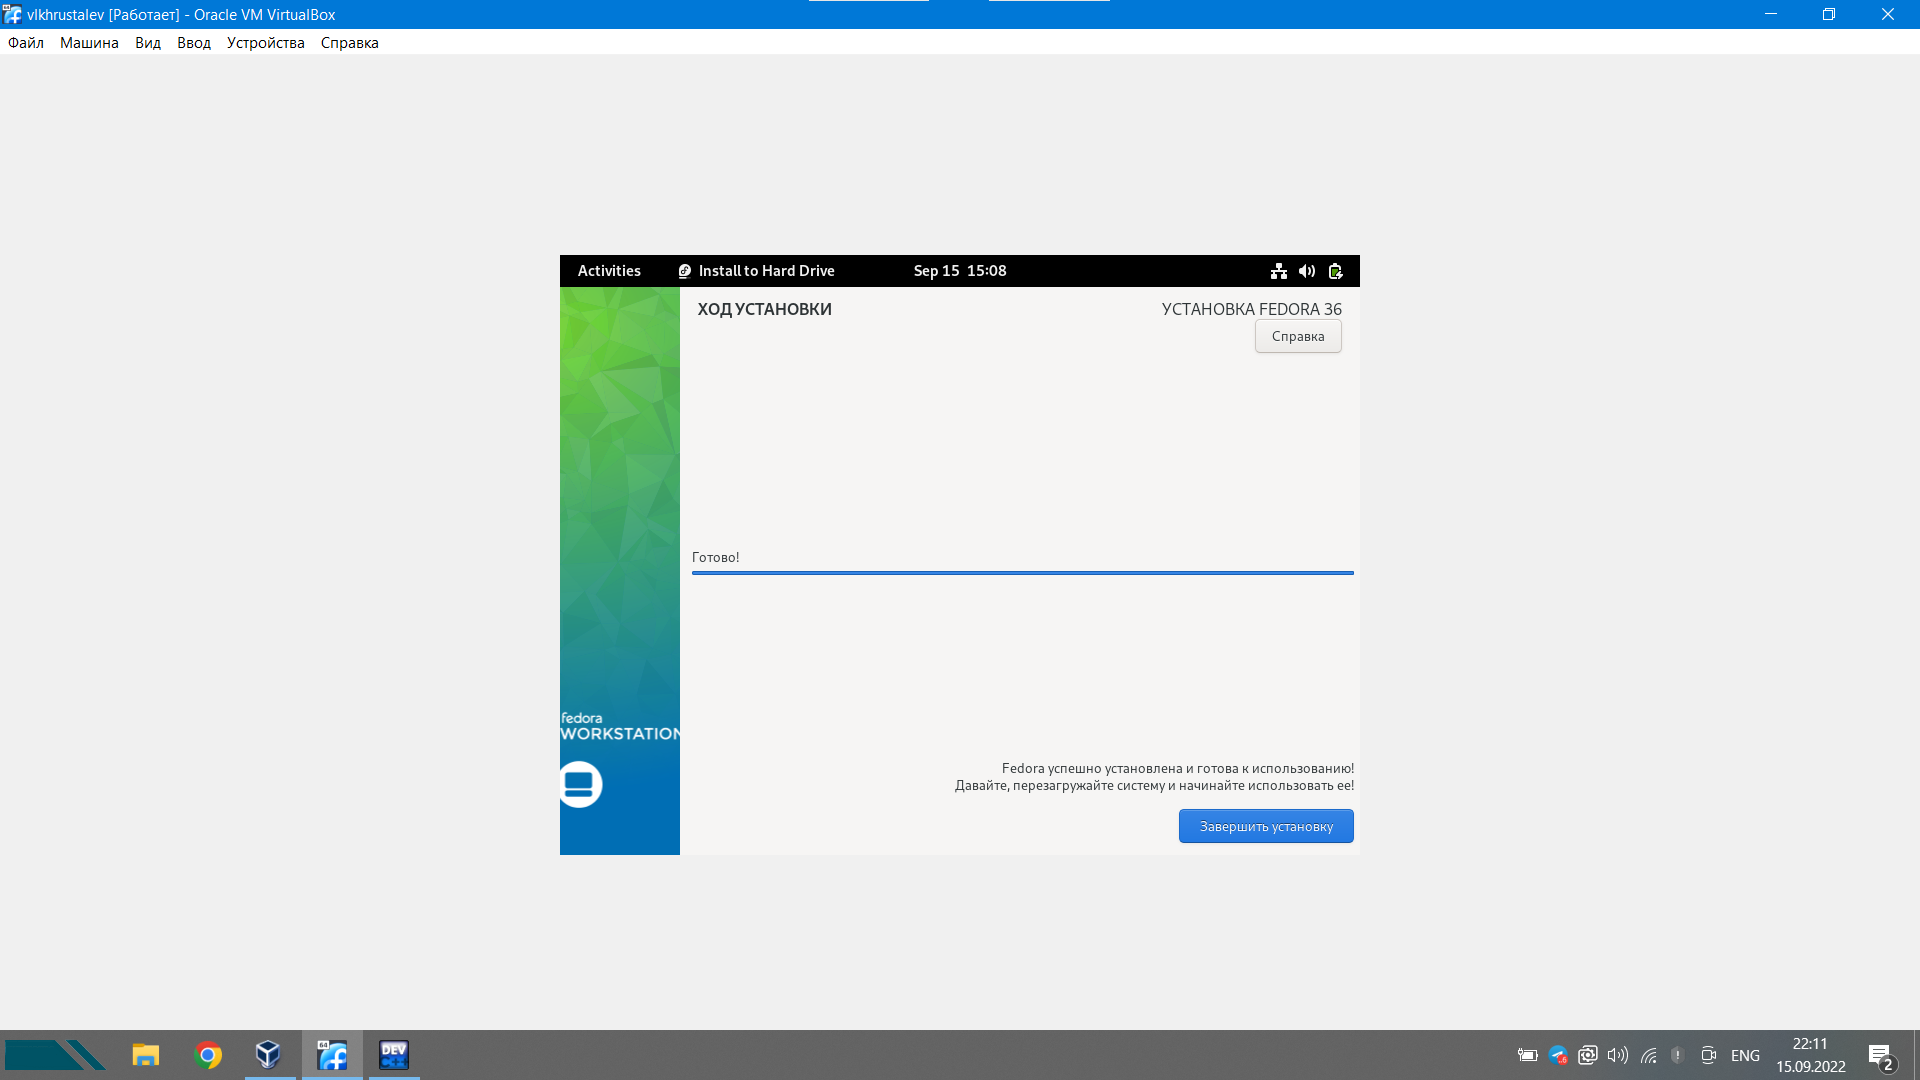 vlkhrustalev [Работает] - Oracle VM VirtualBox
Файл Машина Вид Ввод Устройства Справка
Activities Install to Hard Drive Sep 15 15:08
ХОД УСТАНОВКИ УСТАНОВКА FEDORA 36
Справка
Готово!
fedora
WORKSTATION
Fedora успешно установлена и готова к использованию!
Давайте, перезагружайте систему и начинайте использовать ее!
Завершить установку
64
DEV
C++
ENG
22:11
15.09.2022
2